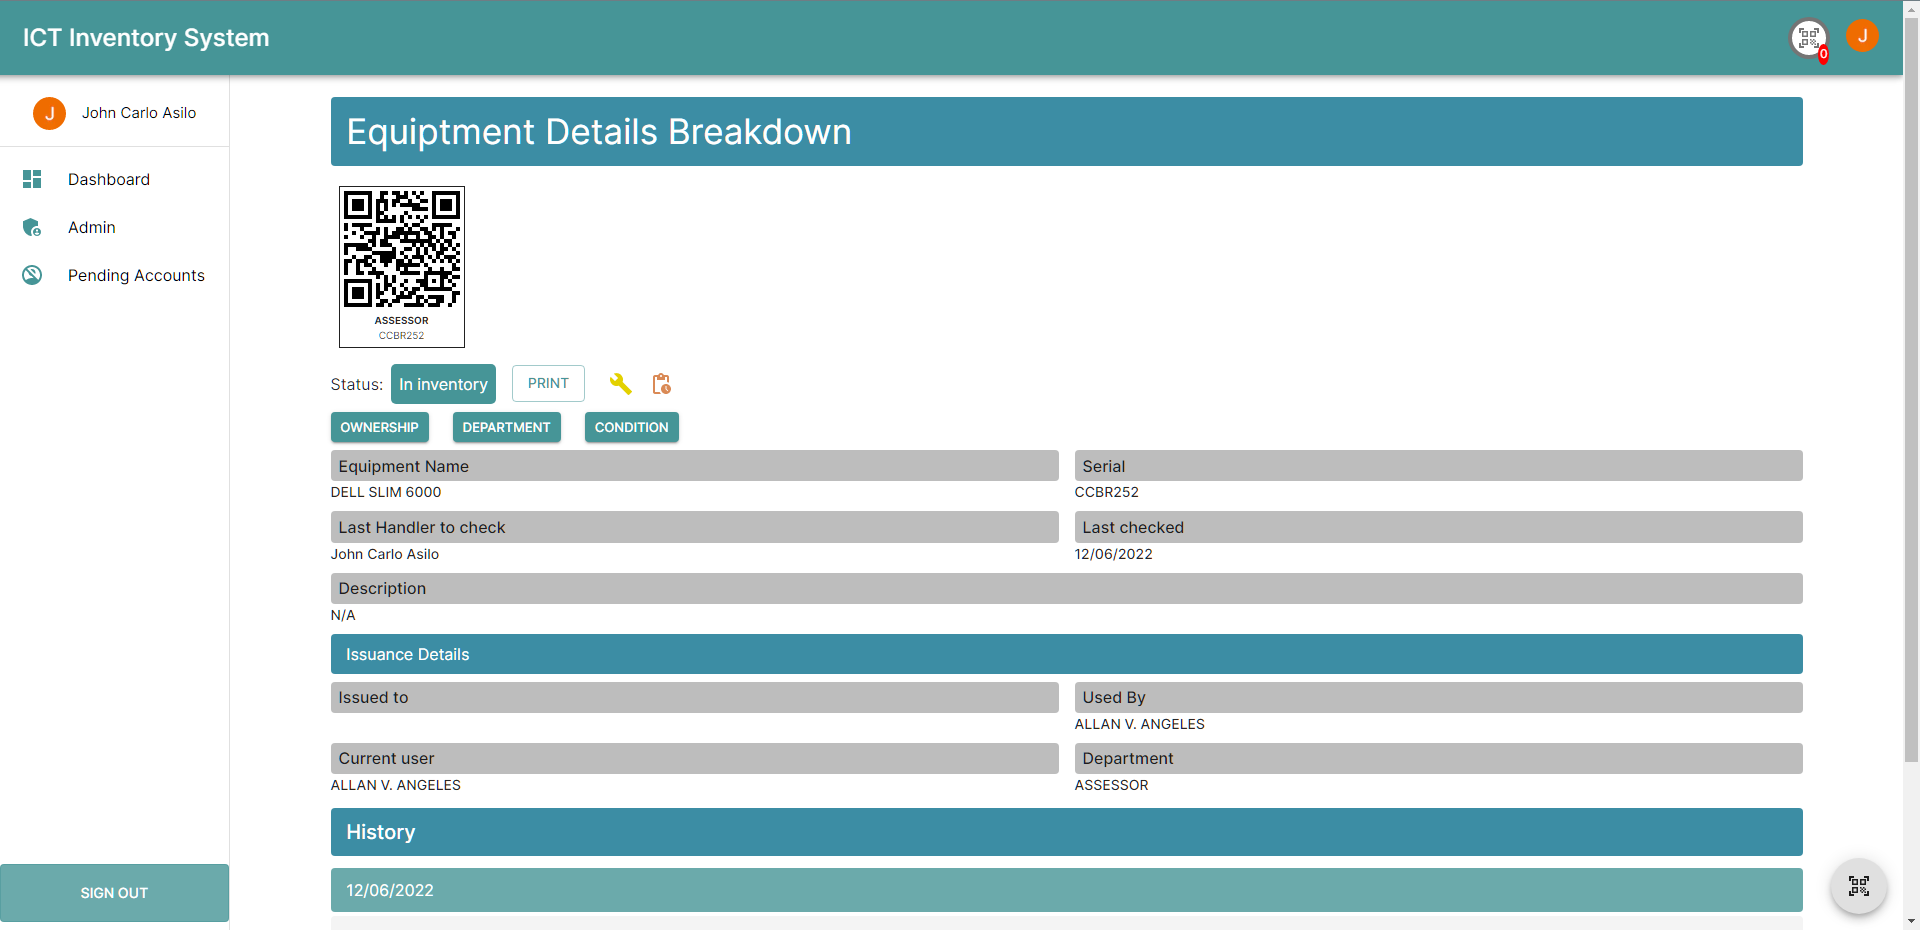 ICT Inventory System
0
J
J
John Carlo Asilo
Dashboard
Admin
Pending Accounts
SIGN OUT
Equiptment Details Breakdown
ASSESSOR
CCBR252
Status: In inventory PRINT
OWNERSHIP DEPARTMENT CONDITION
Equipment Name Serial
DELL SLIM 6000 CCBR252
Last Handler to check Last checked
John Carlo Asilo 12/06/2022
Description
N/A
Issuance Details
Issued to Used By
ALLAN V. ANGELES
Current user Department
ALLAN V. ANGELES ASSESSOR
History
12/06/2022